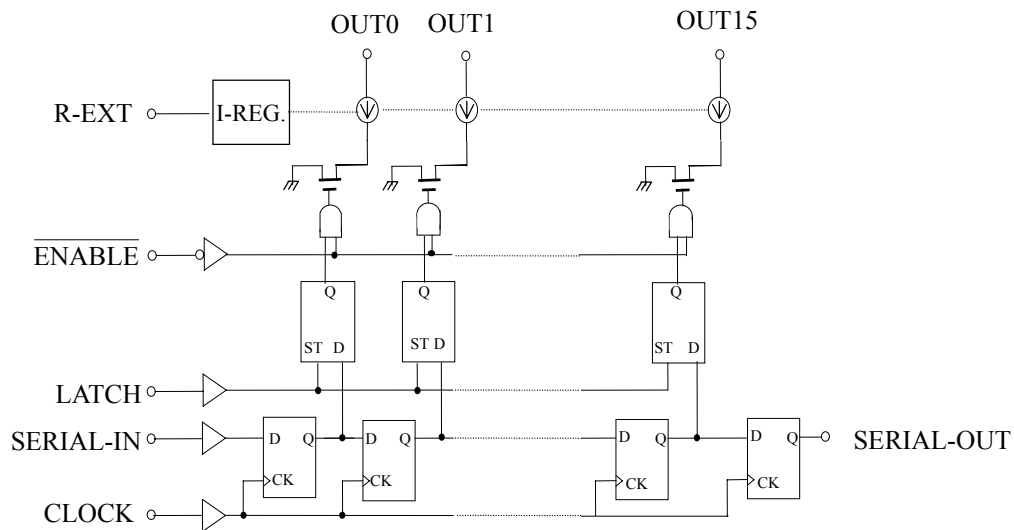 OUT0 OUT1 OUT15
R-EXT I-REG.
ENABLE
Q Q Q
ST D ST D ST D
LATCH
SERIAL-IN D Q D Q D Q D Q SERIAL-OUT
CK CK CK CK
CLOCK